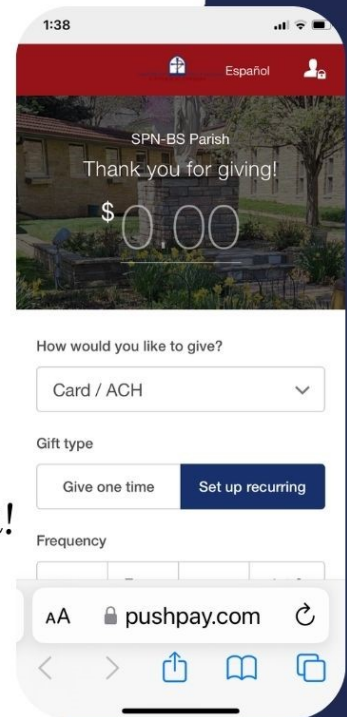 1:38
Español
SPN-BS Parish
Thank you for giving!
$0.00
How would you like to give?
Card / ACH
Gift type
Give one time
Set up recurring
!
Frequency
AA
pushpay.com